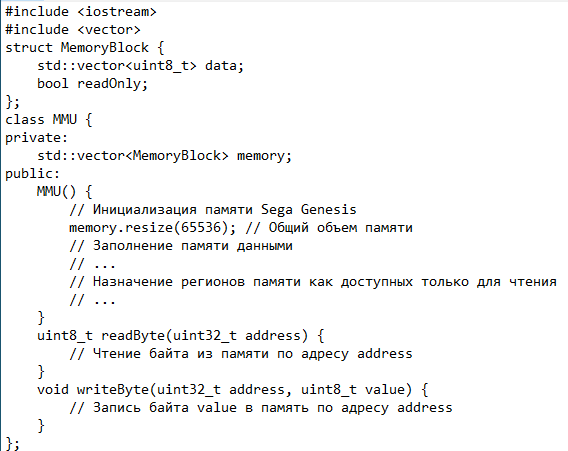 #include <iostream>
#include <vector>
struct MemoryBlock {
    std::vector<uint8_t> data;
    bool readOnly;
};
class MMU {
private:
    std::vector<MemoryBlock> memory;
public:
    MMU() {
        // Инициализация памяти Sega Genesis
        memory.resize(65536); // Общий объем памяти
        // Заполнение памяти данными
        // ...
        // Назначение регионов памяти как доступных только для чтения
        // ...
    }
    uint8_t readByte(uint32_t address) {
        // Чтение байта из памяти по адресу address
    }
    void writeByte(uint32_t address, uint8_t value) {
        // Запись байта value в память по адресу address
    }
};